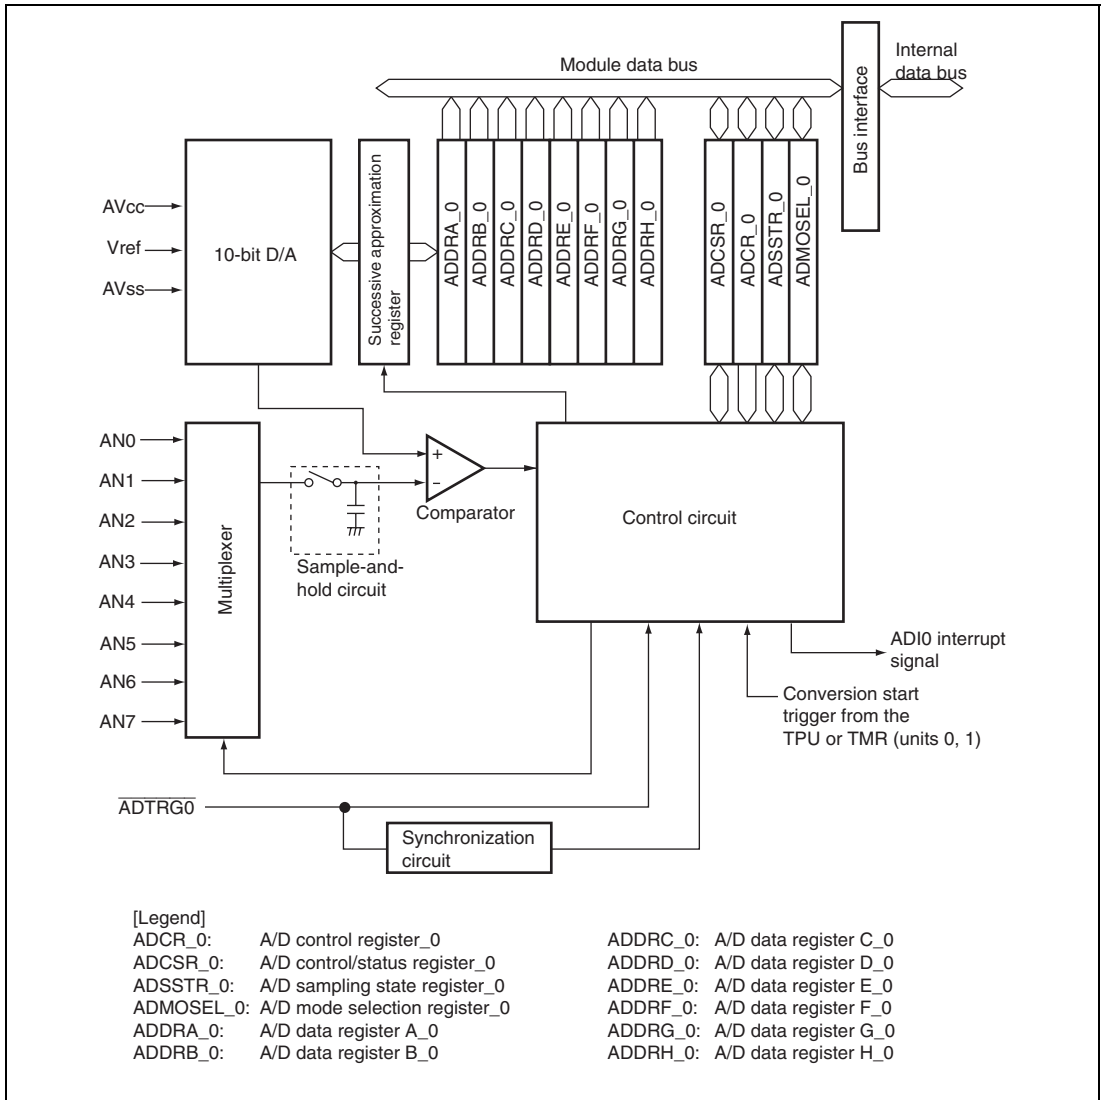 Module data bus
Internal
data bus
Bus interface
AVcc
Vref
AVss
10-bit D/A
Successive approximation
register
ADDRA_0
ADDRB_0
ADDRC_0
ADDRD_0
ADDRE_0
ADDRF_0
ADDRG_0
ADDRH_0
ADCSR_0
ADCR_0
ADSSTR_0
ADMOSEL_0
AN0
AN1
AN2
AN3
AN4
AN5
AN6
AN7
Multiplexer
+
–
Comparator
Sample-and-
hold circuit
Control circuit
ADI0 interrupt
signal
Conversion start
trigger from the
TPU or TMR (units 0, 1)
ADTRG0
Synchronization
circuit
[Legend]
ADCR_0: A/D control register_0
ADCSR_0: A/D control/status register_0
ADSSTR_0: A/D sampling state register_0
ADMOSEL_0: A/D mode selection register_0
ADDRA_0: A/D data register A_0
ADDRB_0: A/D data register B_0
ADDRC_0: A/D data register C_0
ADDRD_0: A/D data register D_0
ADDRE_0: A/D data register E_0
ADDRF_0: A/D data register F_0
ADDRG_0: A/D data register G_0
ADDRH_0: A/D data register H_0